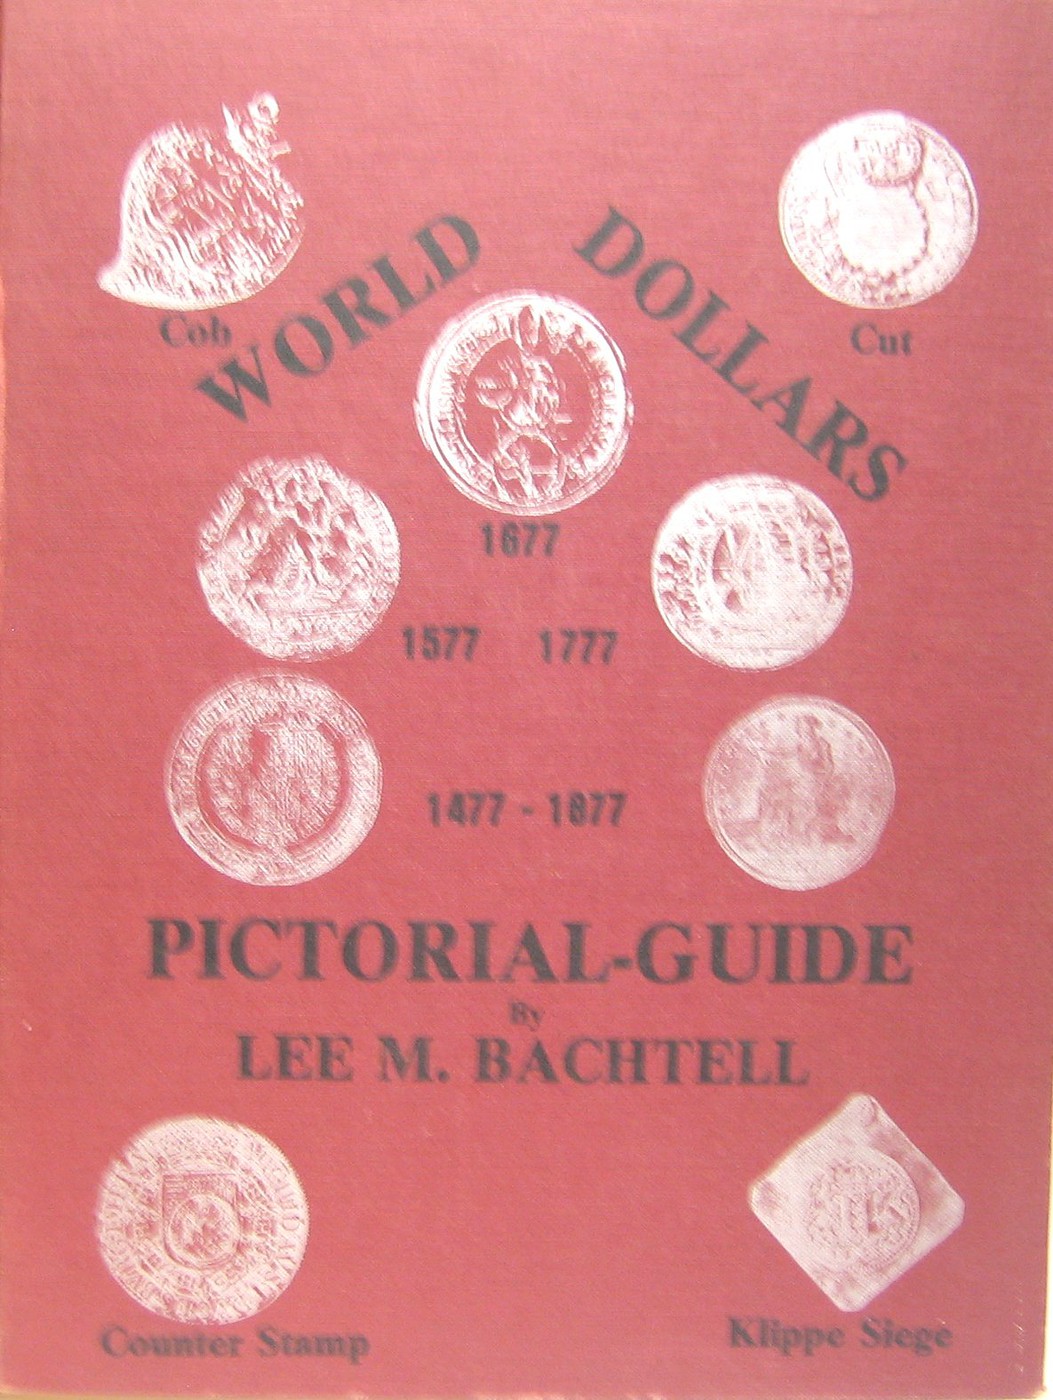 WORLD DOLLARS
Cob
Cut
1677
1577 1777
1477 - 1877
PICTORIAL-GUIDE
By
LEE M. BACHTELL
Counter Stamp
Klippe Siege